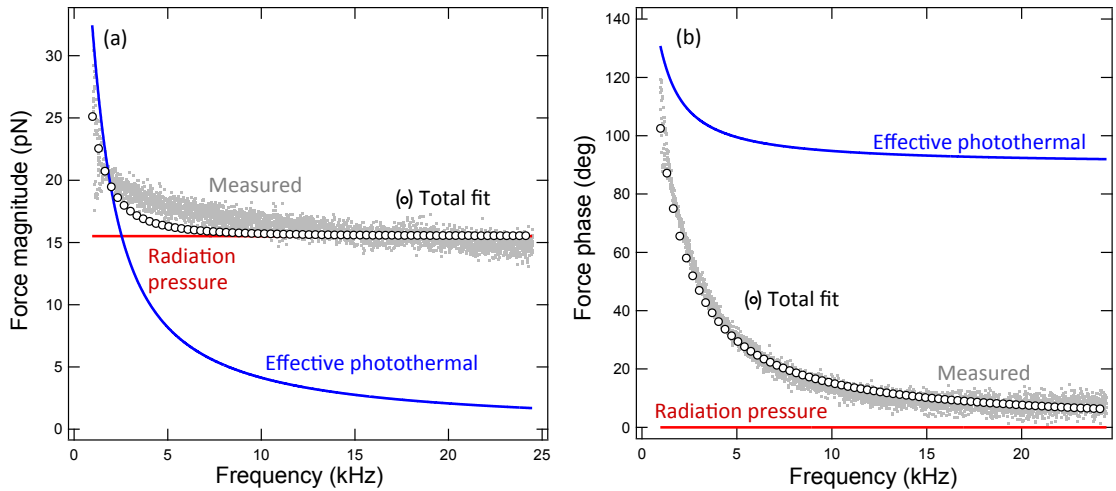 (a)
Force magnitude (pN)
30
25
20
15
10
5
0
Measured
(o) Total fit
Radiation
pressure
Effective photothermal
0
5
10
15
20
25
Frequency (kHz)
(b)
Force phase (deg)
140
120
100
80
60
40
20
0
Effective photothermal
(o) Total fit
Measured
Radiation pressure
0
5
10
15
20
Frequency (kHz)